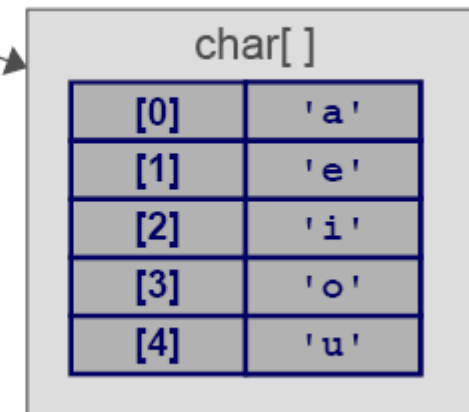 char[ ]
[0] 'a'
[1] 'e'
[2] 'i'
[3] 'o'
[4] 'u'